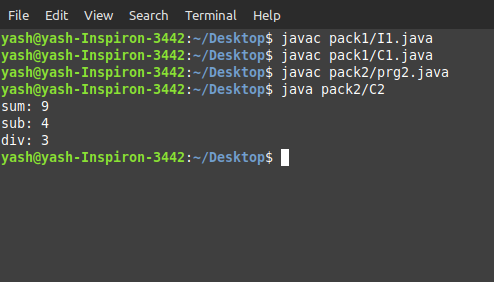 File Edit View Search Terminal Help
yash@yash-Inspiron-3442:~/Desktop$ javac pack1/I1.java
yash@yash-Inspiron-3442:~/Desktop$ javac pack1/C1.java
yash@yash-Inspiron-3442:~/Desktop$ javac pack2/prg2.java
yash@yash-Inspiron-3442:~/Desktop$ java pack2/C2
sum: 9
sub: 4
div: 3
yash@yash-Inspiron-3442:~/Desktop$